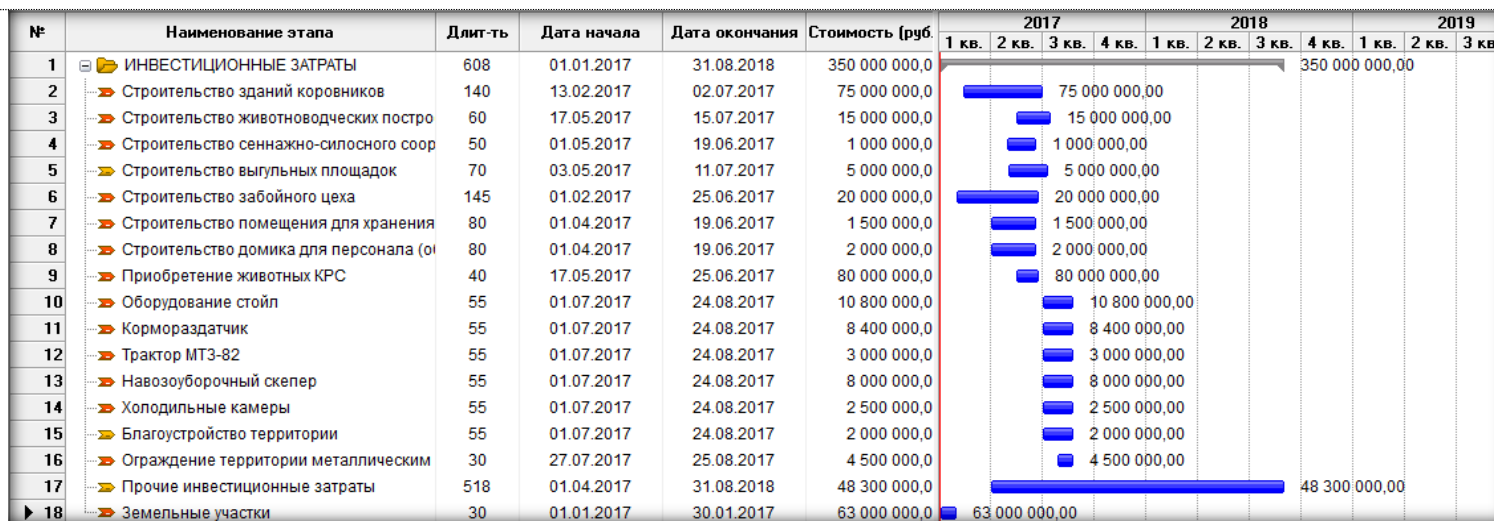 № Наименование этапа Длит-ть Дата начала Дата окончания Стоимость (руб. 2017 2018 2019
1 кв. 2 кв. 3 кв. 4 кв. 1 кв. 2 кв. 3 кв. 4 кв. 1 кв. 2 кв. 3 кв
1 ИНВЕСТИЦИОННЫЕ ЗАТРАТЫ 608 01.01.2017 31.08.2018 350 000 000,0 350 000 000,00
2 Строительство зданий коровников 140 13.02.2017 02.07.2017 75 000 000,0 75 000 000,00
3 Строительство животноводческих постро 60 17.05.2017 15.07.2017 15 000 000,0 15 000 000,00
4 Строительство сеннажно-силосного соор 50 01.05.2017 19.06.2017 1 000 000,0 1 000 000,00
5 Строительство выгульных площадок 70 03.05.2017 11.07.2017 5 000 000,0 5 000 000,00
6 Строительство забойного цеха 145 01.02.2017 25.06.2017 20 000 000,0 20 000 000,00
7 Строительство помещения для хранения 80 01.04.2017 19.06.2017 1 500 000,0 1 500 000,00
8 Строительство домика для персонала (о 80 01.04.2017 19.06.2017 2 000 000,0 2 000 000,00
9 Приобретение животных КРС 40 17.05.2017 25.06.2017 80 000 000,0 80 000 000,00
10 Оборудование стойл 55 01.07.2017 24.08.2017 10 800 000,0 10 800 000,00
11 Кормораздатчик 55 01.07.2017 24.08.2017 8 400 000,0 8 400 000,00
12 Трактор МТЗ-82 55 01.07.2017 24.08.2017 3 000 000,0 3 000 000,00
13 Навозоуборочный скепер 55 01.07.2017 24.08.2017 8 000 000,0 8 000 000,00
14 Холодильные камеры 55 01.07.2017 24.08.2017 2 500 000,0 2 500 000,00
15 Благоустройство территории 55 01.07.2017 24.08.2017 2 000 000,0 2 000 000,00
16 Ограждение территории металлическим 30 27.07.2017 25.08.2017 4 500 000,0 4 500 000,00
17 Прочие инвестиционные затраты 518 01.04.2017 31.08.2018 48 300 000,0 48 300 000,00
18 Земельные участки 30 01.01.2017 30.01.2017 63 000 000,0 63 000 000,00